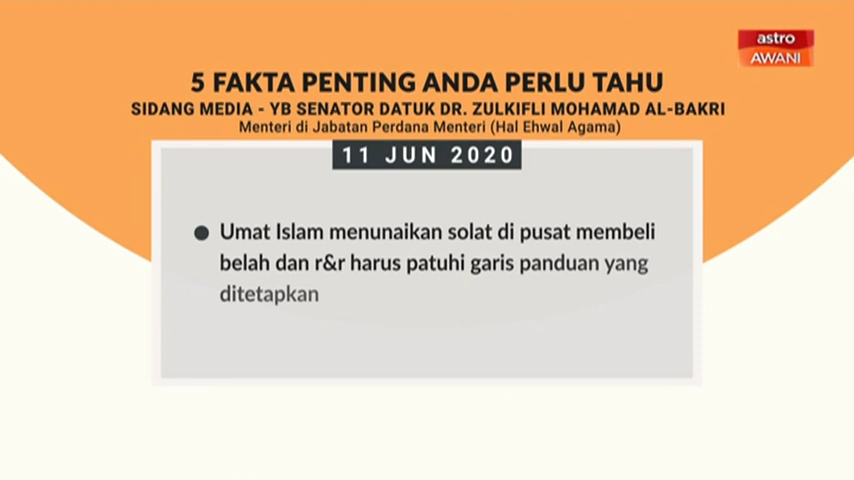 astro
AWANI
5 FAKTA PENTING ANDA PERLU TAHU
SIDANG MEDIA - YB SENATOR DATUK DR. ZULKIFLI MOHAMAD AL-BAKRI
Menteri di Jabatan Perdana Menteri (Hal Ehwal Agama)
11 JUN 2020
● Umat Islam menunaikan solat di pusat membeli
belah dan r&r harus patuhi garis panduan yang
ditetapkan